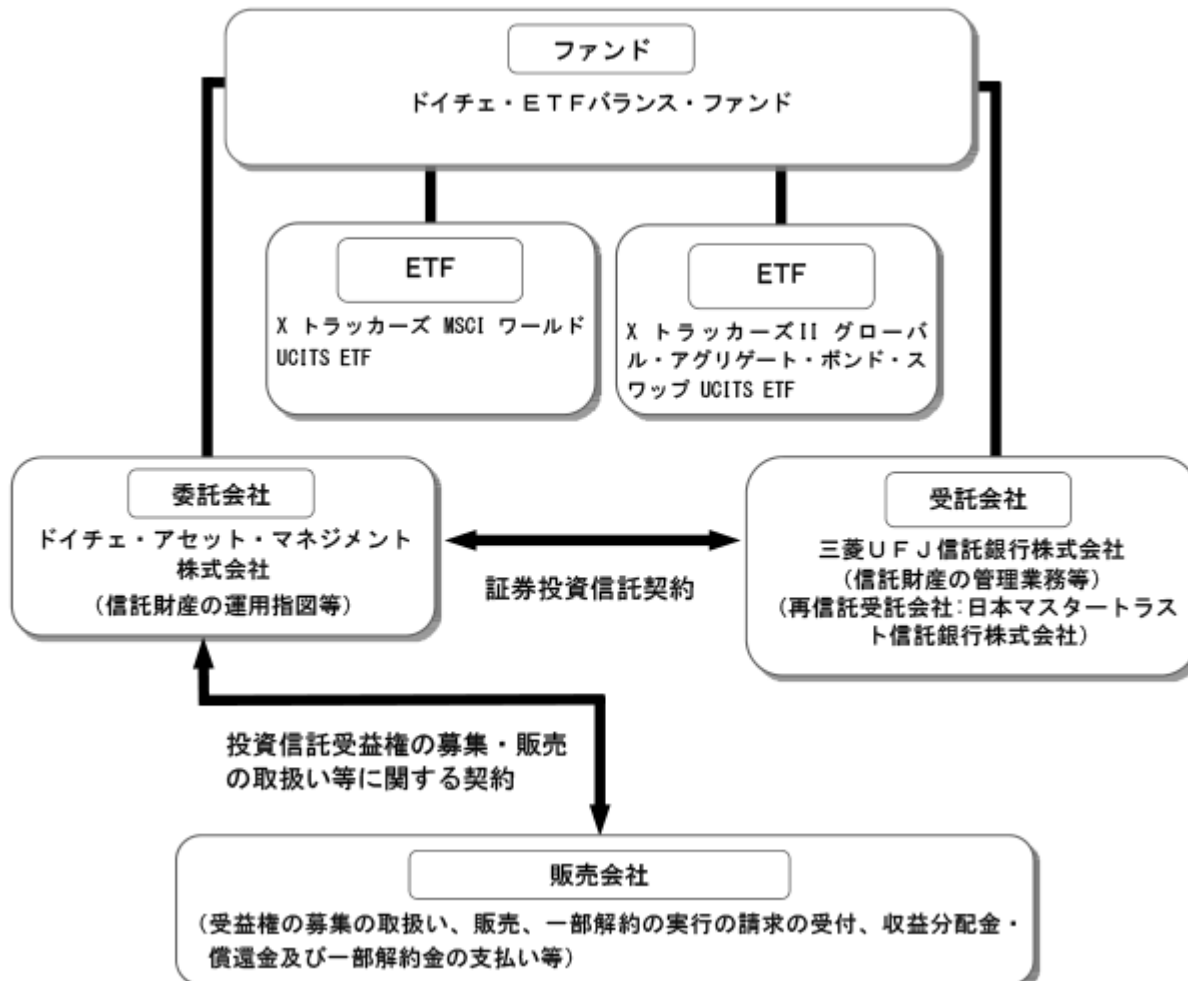 ファンド
ドイチェ・ＥＴＦバランス・ファンド
ETF
X トラッカーズ MSCI ワールド
UCITS ETF
ETF
X トラッカーズII グローバ
ル・アグリゲート・ボンド・ス
ワップ UCITS ETF
委託会社
ドイチェ・アセット・マネジメント
株式会社
(信託財産の運用指図等)
証券投資信託契約
受託会社
三菱ＵＦＪ信託銀行株式会社
(信託財産の管理業務等)
(再信託受託会社:日本マスタートラス
ト信託銀行株式会社)
投資信託受益権の募集・販売
の取扱い等に関する契約
販売会社
(受益権の募集の取扱い、販売、一部解約の実行の請求の受付、収益分配金・
償還金及び一部解約金の支払い等)